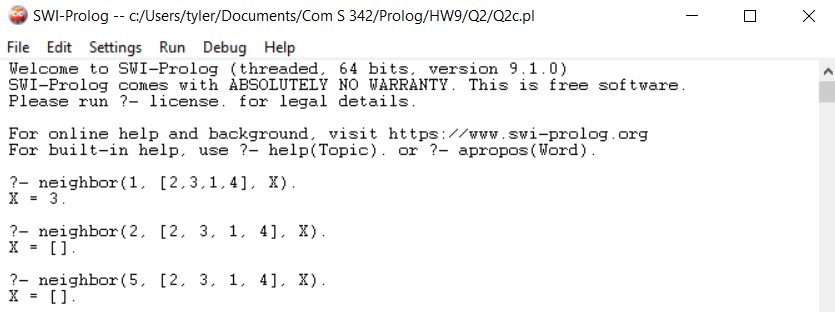 SWI-Prolog -- c:/Users/tyler/Documents/Com S 342/Prolog/HW9/Q2/Q2c.pl
File Edit Settings Run Debug Help
Welcome to SWI-Prolog (threaded, 64 bits, version 9.1.0)
SWI-Prolog comes with ABSOLUTELY NO WARRANTY. This is free software.
Please run ?- license. for legal details.
For online help and background, visit https://www.swi-prolog.org
For built-in help, use ?- help(Topic). or ?- apropos(Word).
?- neighbor(1, [2,3,1,4], X).
X = 3.
?- neighbor(2, [2, 3, 1, 4], X).
X = [].
?- neighbor(5, [2, 3, 1, 4], X).
X = [].